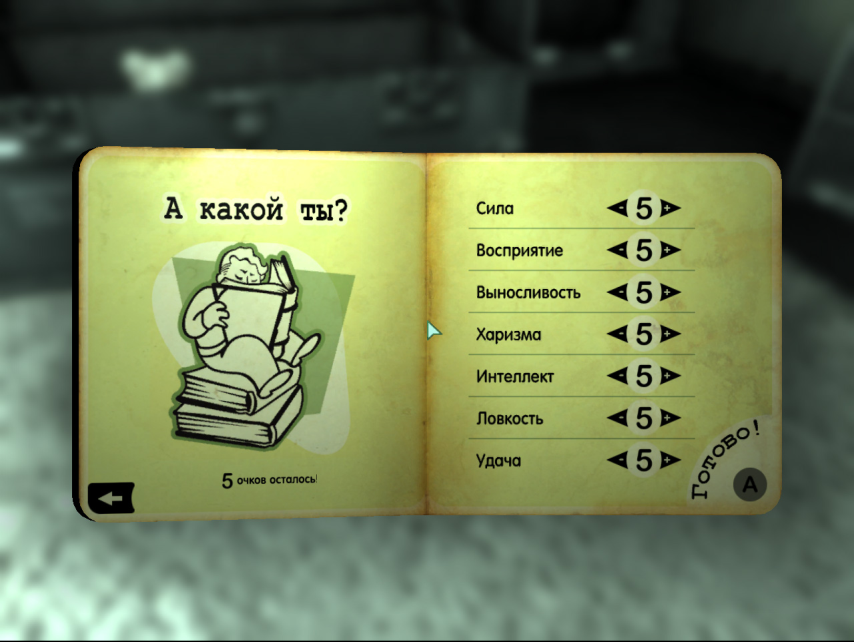 А какой ты?
5 очков осталось!
Сила 5
Восприятие 5
Выносливость 5
Харизма 5
Интеллект 5
Ловкость 5
Удача 5
Готово!
A